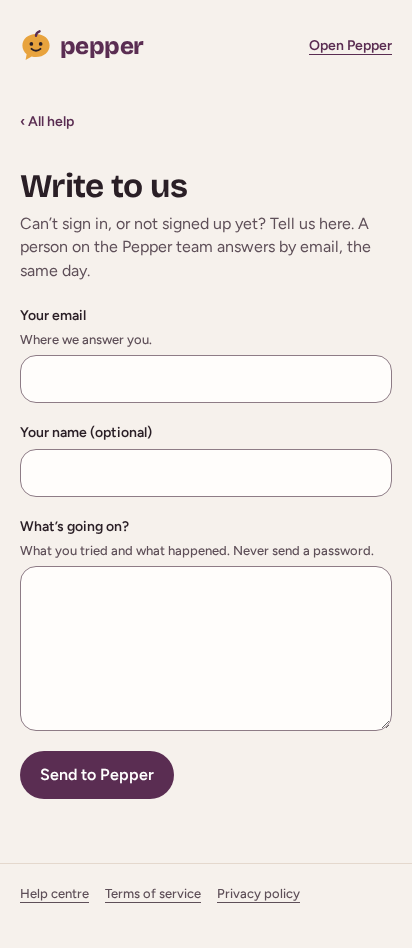 pepper
Open Pepper
‹ All help
Write to us
Can’t sign in, or not signed up yet? Tell us here. A
person on the Pepper team answers by email, the
same day.
Your email
Where we answer you.
Your name (optional)
What’s going on?
What you tried and what happened. Never send a password.
Send to Pepper
Help centre
Terms of service
Privacy policy